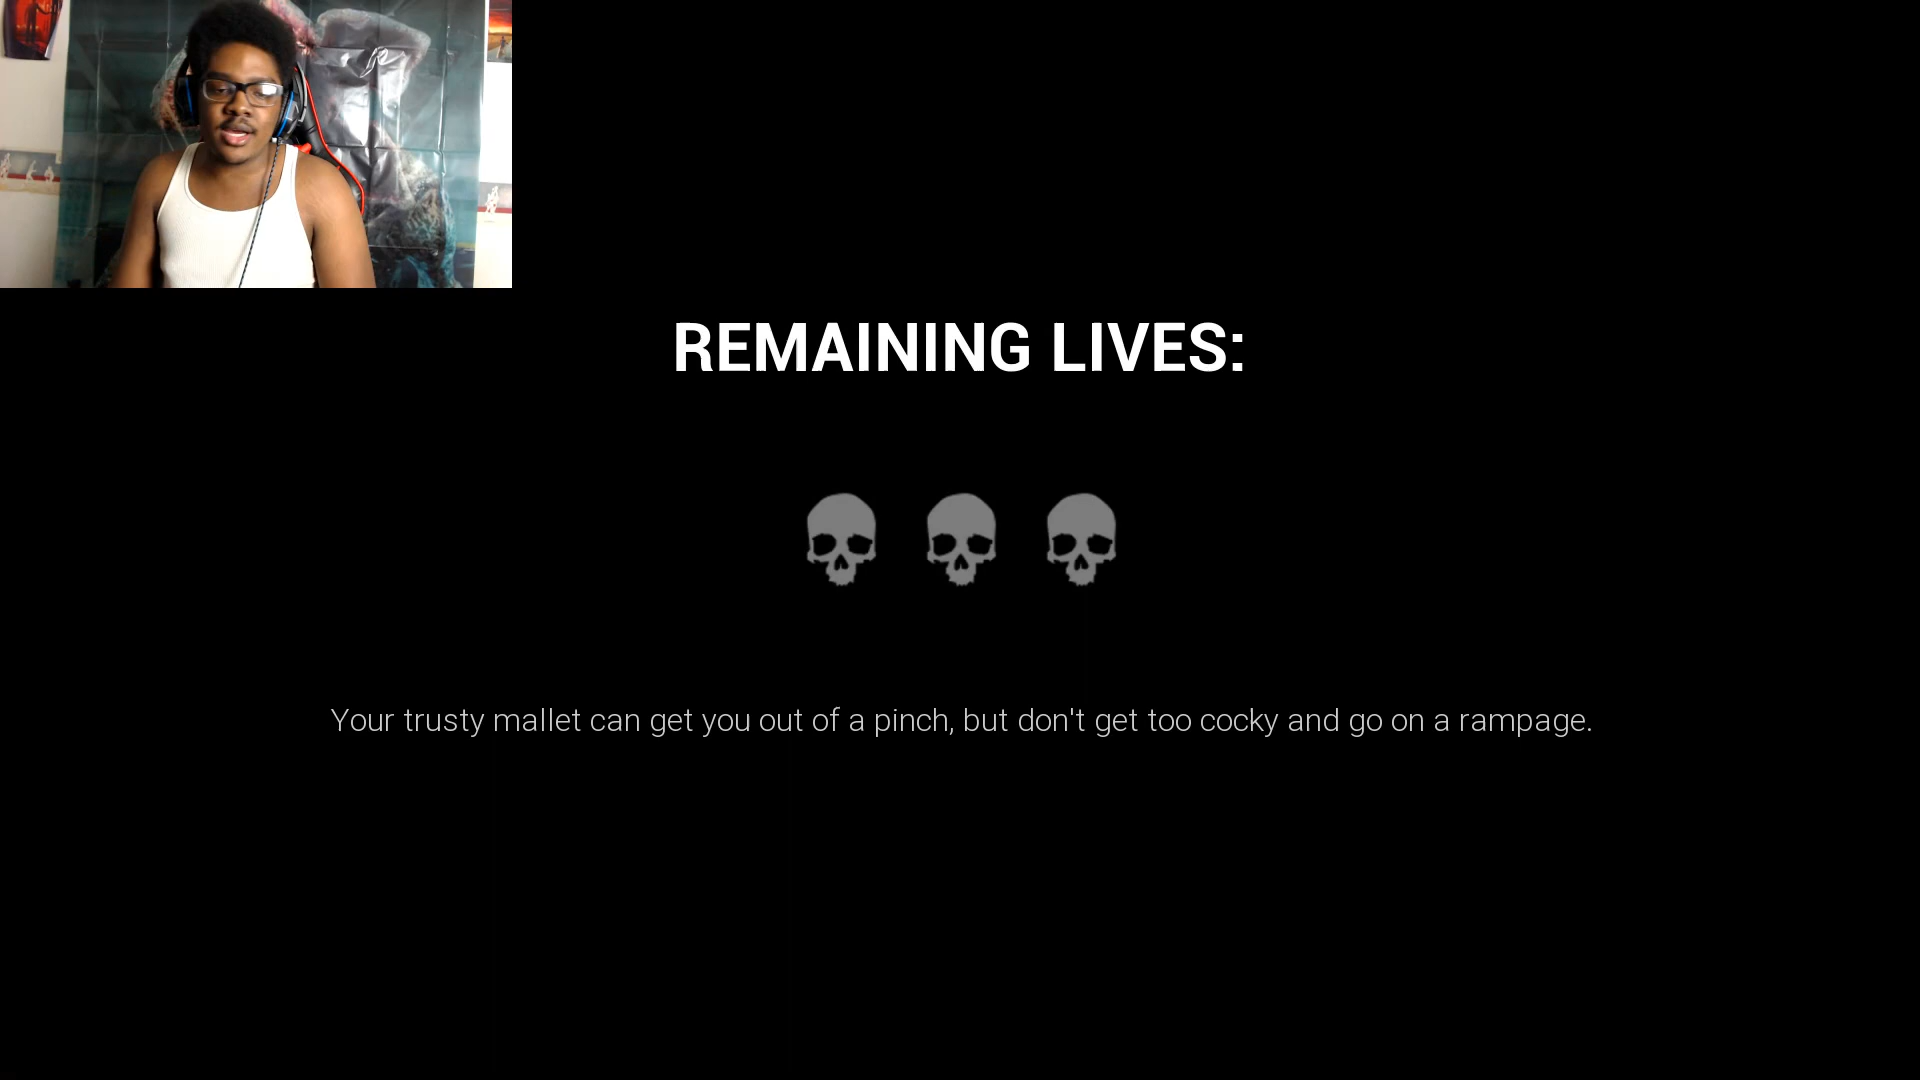 REMAINING LIVES:
Your trusty mallet can get you out of a pinch, but don't get too cocky and go on a rampage.